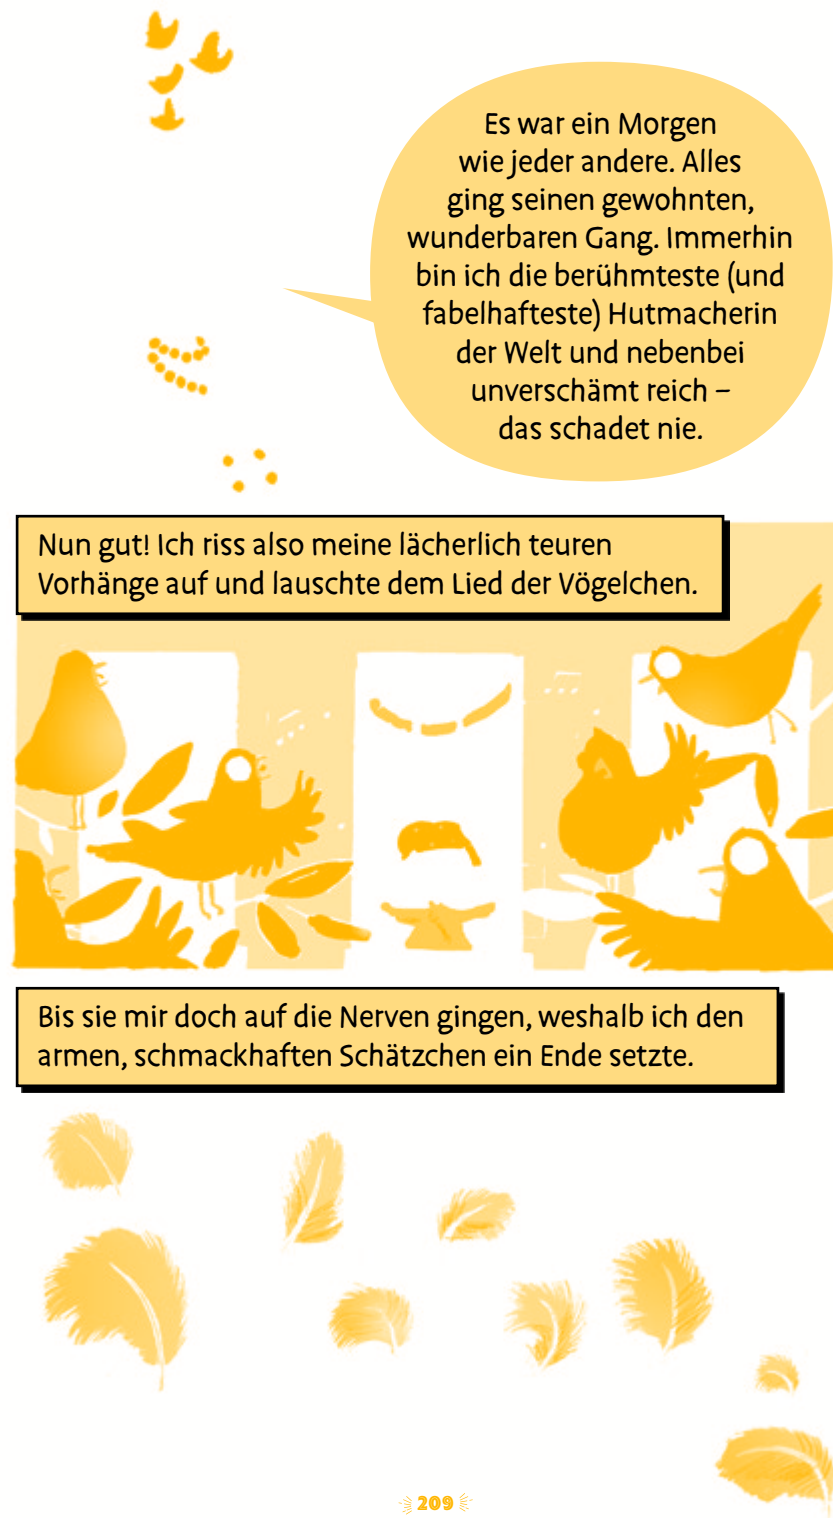 Es war ein Morgen
wie jeder andere. Alles
ging seinen gewohnten,
wunderbaren Gang. Immerhin
bin ich die berühmteste (und
fabelhafteste) Hutmacherin
der Welt und nebenbei
unverschämt reich –
das schadet nie.
Nun gut! Ich riss also meine lächerlich teuren
Vorhänge auf und lauschte dem Lied der Vögelchen.
Bis sie mir doch auf die Nerven gingen, weshalb ich den
armen, schmackhaften Schätzchen ein Ende setzte.
209